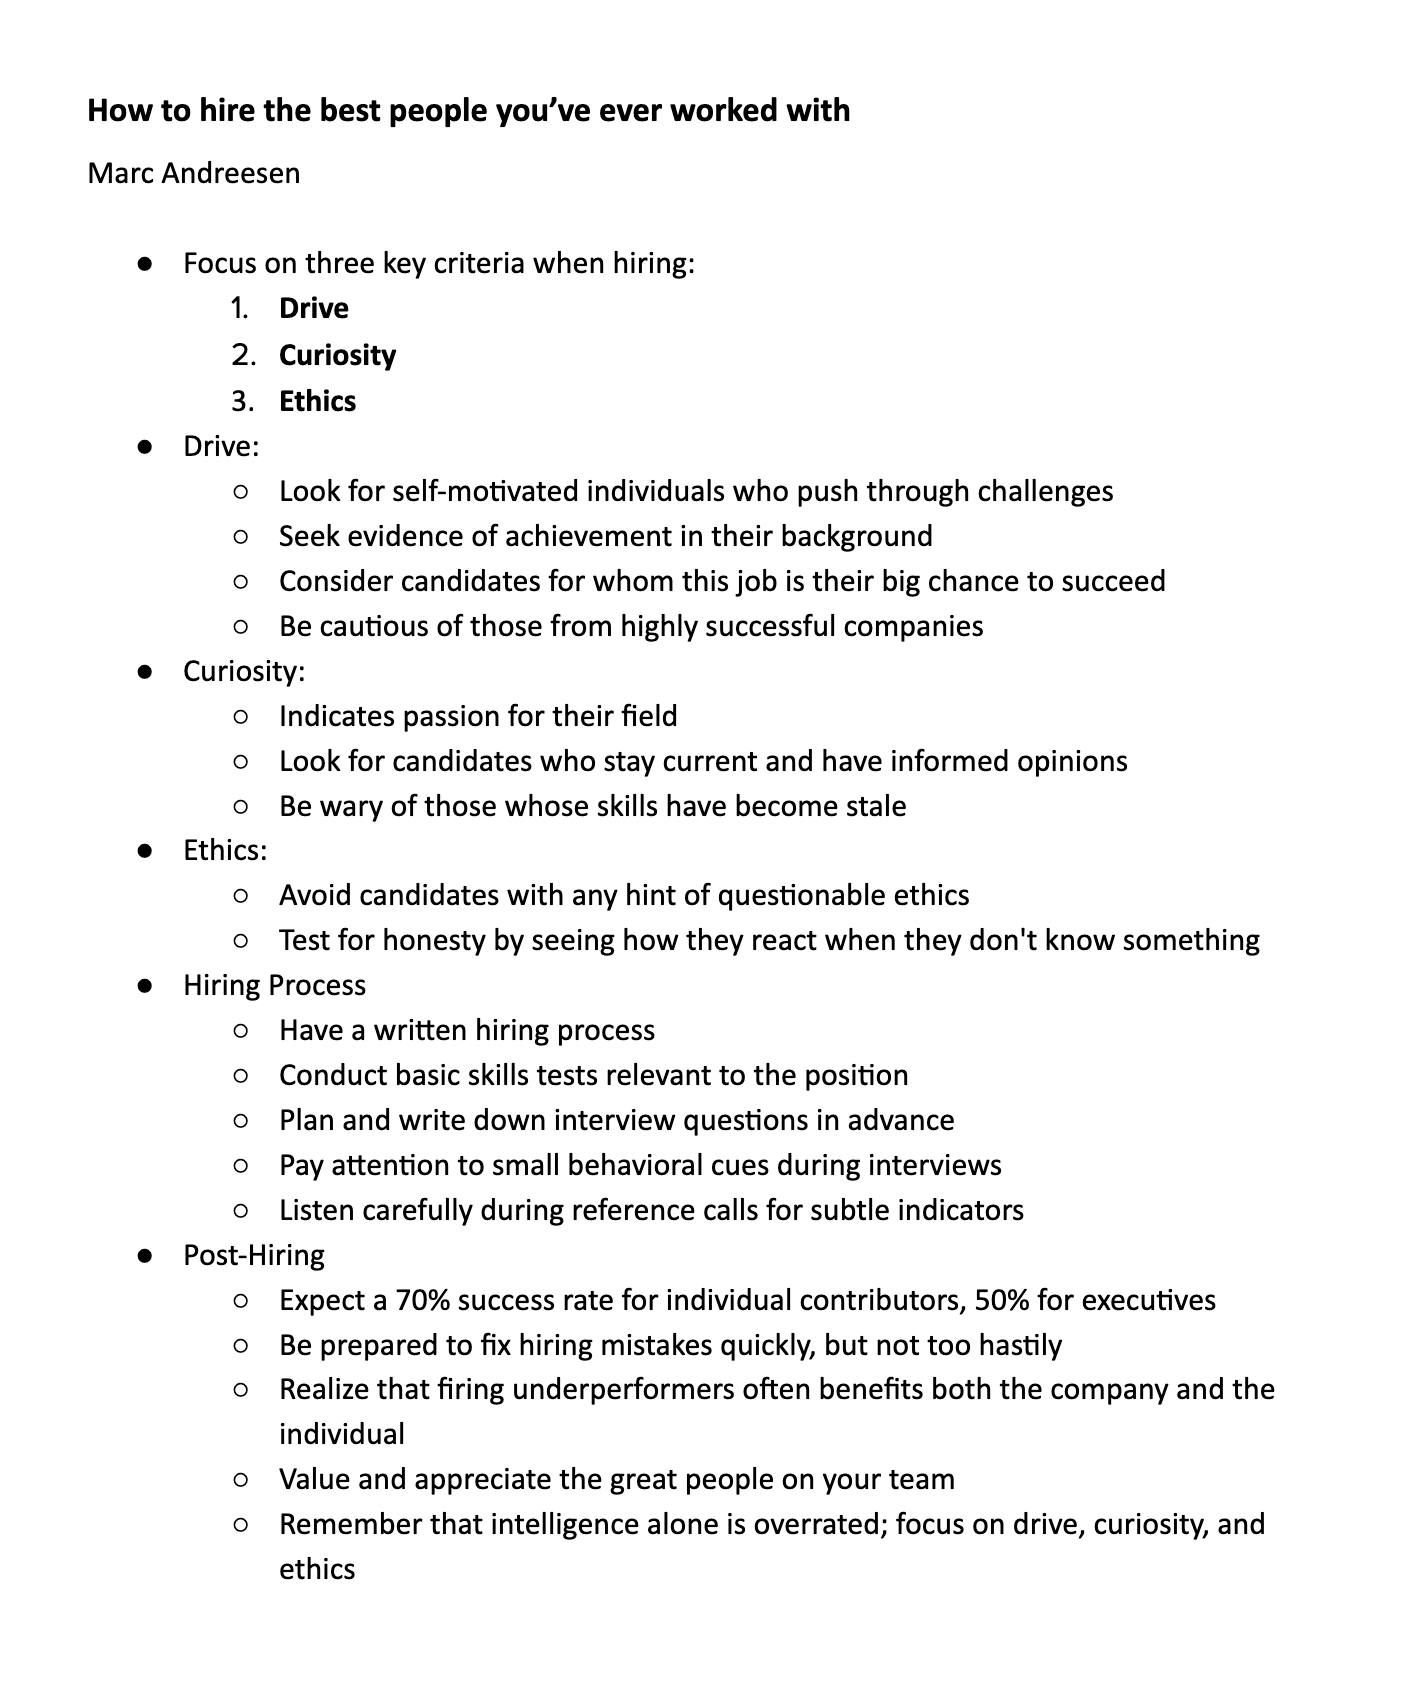 How to hire the best people you’ve ever worked with
Marc Andreesen
● Focus on three key criteria when hiring:
1. Drive
2. Curiosity
3. Ethics
● Drive:
○ Look for self-motivated individuals who push through challenges
○ Seek evidence of achievement in their background
○ Consider candidates for whom this job is their big chance to succeed
○ Be cautious of those from highly successful companies
● Curiosity:
○ Indicates passion for their field
○ Look for candidates who stay current and have informed opinions
○ Be wary of those whose skills have become stale
● Ethics:
○ Avoid candidates with any hint of questionable ethics
○ Test for honesty by seeing how they react when they don't know something
● Hiring Process
○ Have a written hiring process
○ Conduct basic skills tests relevant to the position
○ Plan and write down interview questions in advance
○ Pay attention to small behavioral cues during interviews
○ Listen carefully during reference calls for subtle indicators
● Post-Hiring
○ Expect a 70% success rate for individual contributors, 50% for executives
○ Be prepared to fix hiring mistakes quickly, but not too hastily
○ Realize that firing underperformers often benefits both the company and the
individual
○ Value and appreciate the great people on your team
○ Remember that intelligence alone is overrated; focus on drive, curiosity, and
ethics